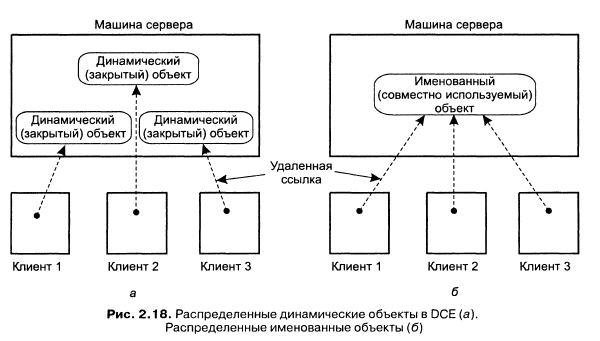 Машина сервера
Динамический
(закрытый) объект
Динамический
(закрытый) объект
Динамический
(закрытый) объект
Клиент 1
Клиент 2
Клиент 3
а
Удаленная
ссылка
Машина сервера
Именованный
(совместно используемый)
объект
Клиент 1
Клиент 2
Клиент 3
б
Рис. 2.18. Распределенные динамические объекты в DCE (а).
Распределенные именованные объекты (б)